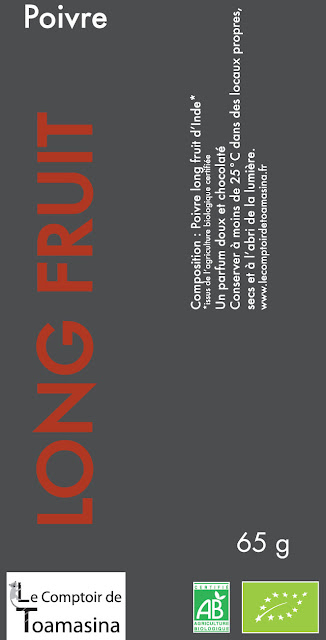 Poivre
LONG FRUIT
Composition : Poivre long fruit d'Inde*
*issus de l'agriculture biologique certifiée
Un parfum doux et chocolaté
Conserver à moins de 25°C dans des locaux propres,
secs et à l'abri de la lumière.
www.lecomptoirdetoamasina.fr
65 g
Le Comptoir de
Toamasina
CERTIFIÉ
AB
AGRICULTURE
BIOLOGIQUE